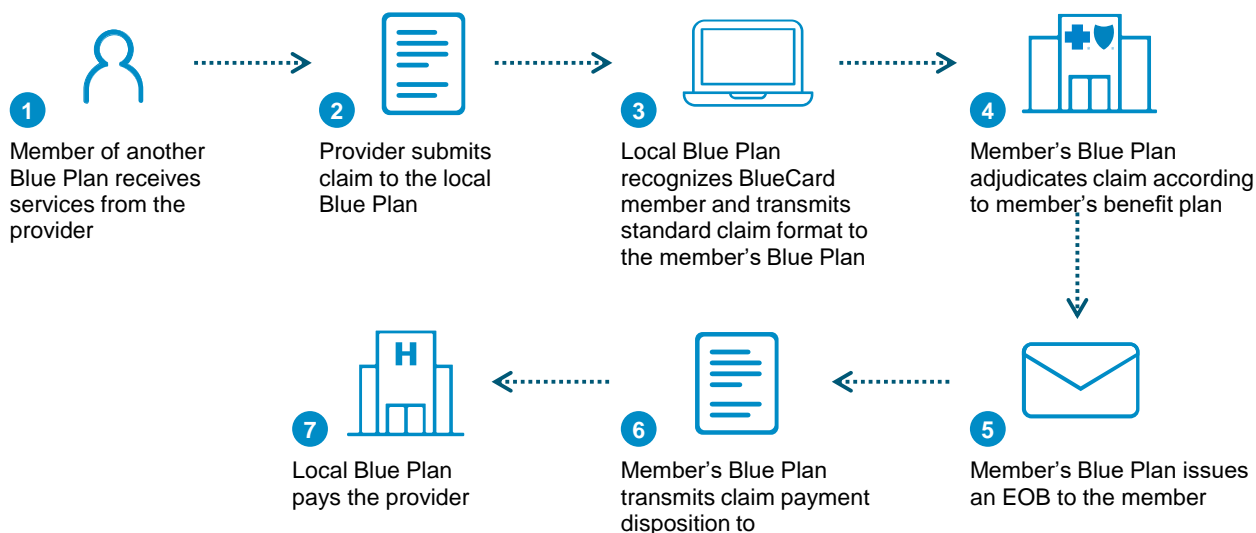 1
Member of another
Blue Plan receives
services from the
provider
2
Provider submits
claim to the local
Blue Plan
3
Local Blue Plan
recognizes BlueCard
member and transmits
standard claim format to
the member’s Blue Plan
4
Member’s Blue Plan
adjudicates claim according
to member’s benefit plan
5
Member’s Blue Plan issues
an EOB to the member
6
Member’s Blue Plan
transmits claim payment
disposition to
H
7
Local Blue Plan
pays the provider